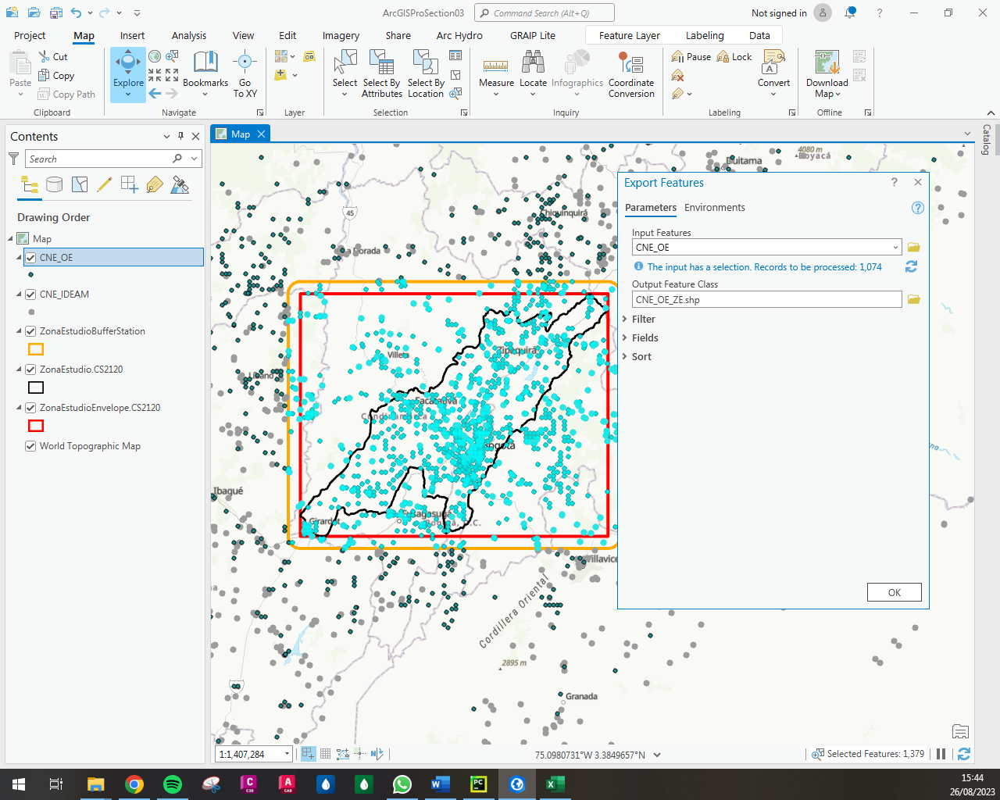 ArcGISProSection03
Command Search (Alt+Q)
Not signed in
?
Project
Map
Insert
Analysis
View
Edit
Imagery
Share
Arc Hydro
GRAIP Lite
Feature Layer
Labeling
Data
Paste
Cut
Copy
Copy Path
Clipboard
Explore
Bookmarks
Go
To XY
Navigate
Layer
Select
Select By
Attributes
Select By
Location
Selection
Measure
Locate
Infographics
Coordinate
Conversion
Inquiry
Pause
Lock
Convert
Labeling
Download
Map
Offline
Contents
Search
Drawing Order
Map
CNE_OE
CNE_IDEAM
ZonaEstudioBufferStation
ZonaEstudio.CS2120
ZonaEstudioEnvelope.CS2120
World Topographic Map
Map
Catalog
4080 m
Boyacá
Duitama
45
Chiquinquirá
La Dorada
Villeta
Zipaquirá
Líbano
Facatativá
Cundinamarca
Bogotá
Ibagué
Girardot
Fusagasugá
Bogotá, D.C.
Villavice
Cordillera Oriental
2895 m
Granada
na
Export Features
?
Parameters
Environments
Input Features
CNE_OE
The input has a selection. Records to be processed: 1,074
Output Feature Class
CNE_OE_ZE.shp
Filter
Fields
Sort
OK
1:1,407,284
75.0980731°W 3.3849657°N
Selected Features: 1,379
15:44
26/08/2023